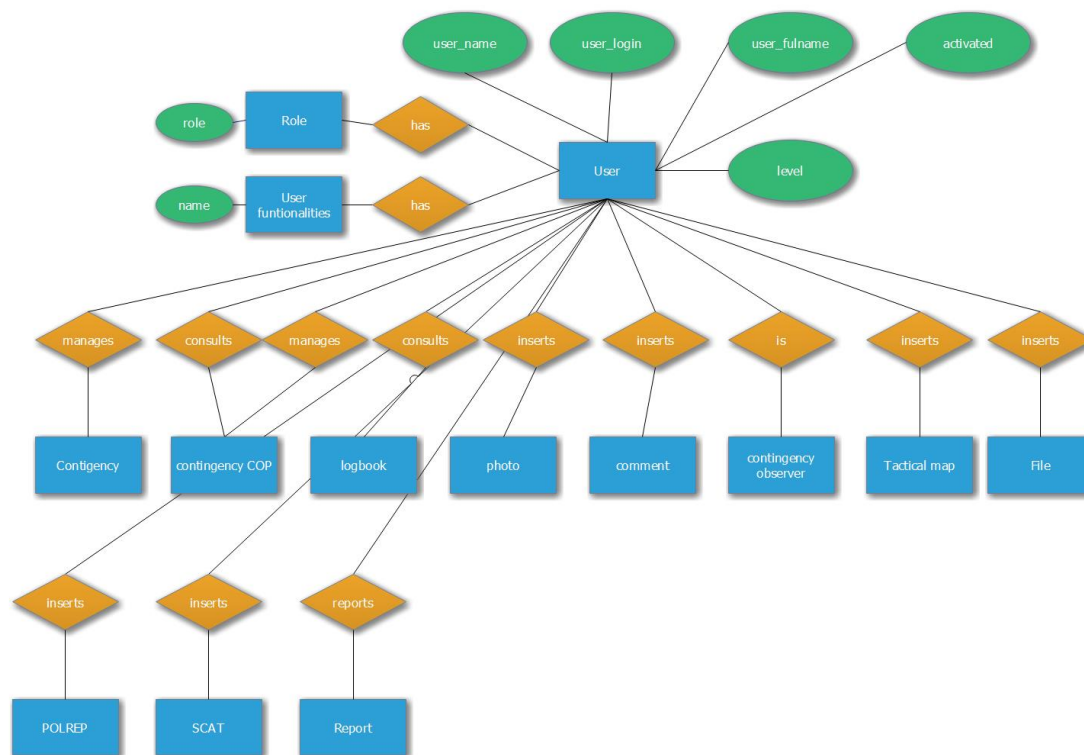 user_name
user_login
user_fulname
activated
role
Role
has
User
level
name
User
funtionalities
has
manages
consults
manages
consults
inserts
inserts
is
inserts
inserts
Contigency
contingency COP
logbook
photo
comment
contingency
observer
Tactical map
File
inserts
inserts
reports
POLREP
SCAT
Report